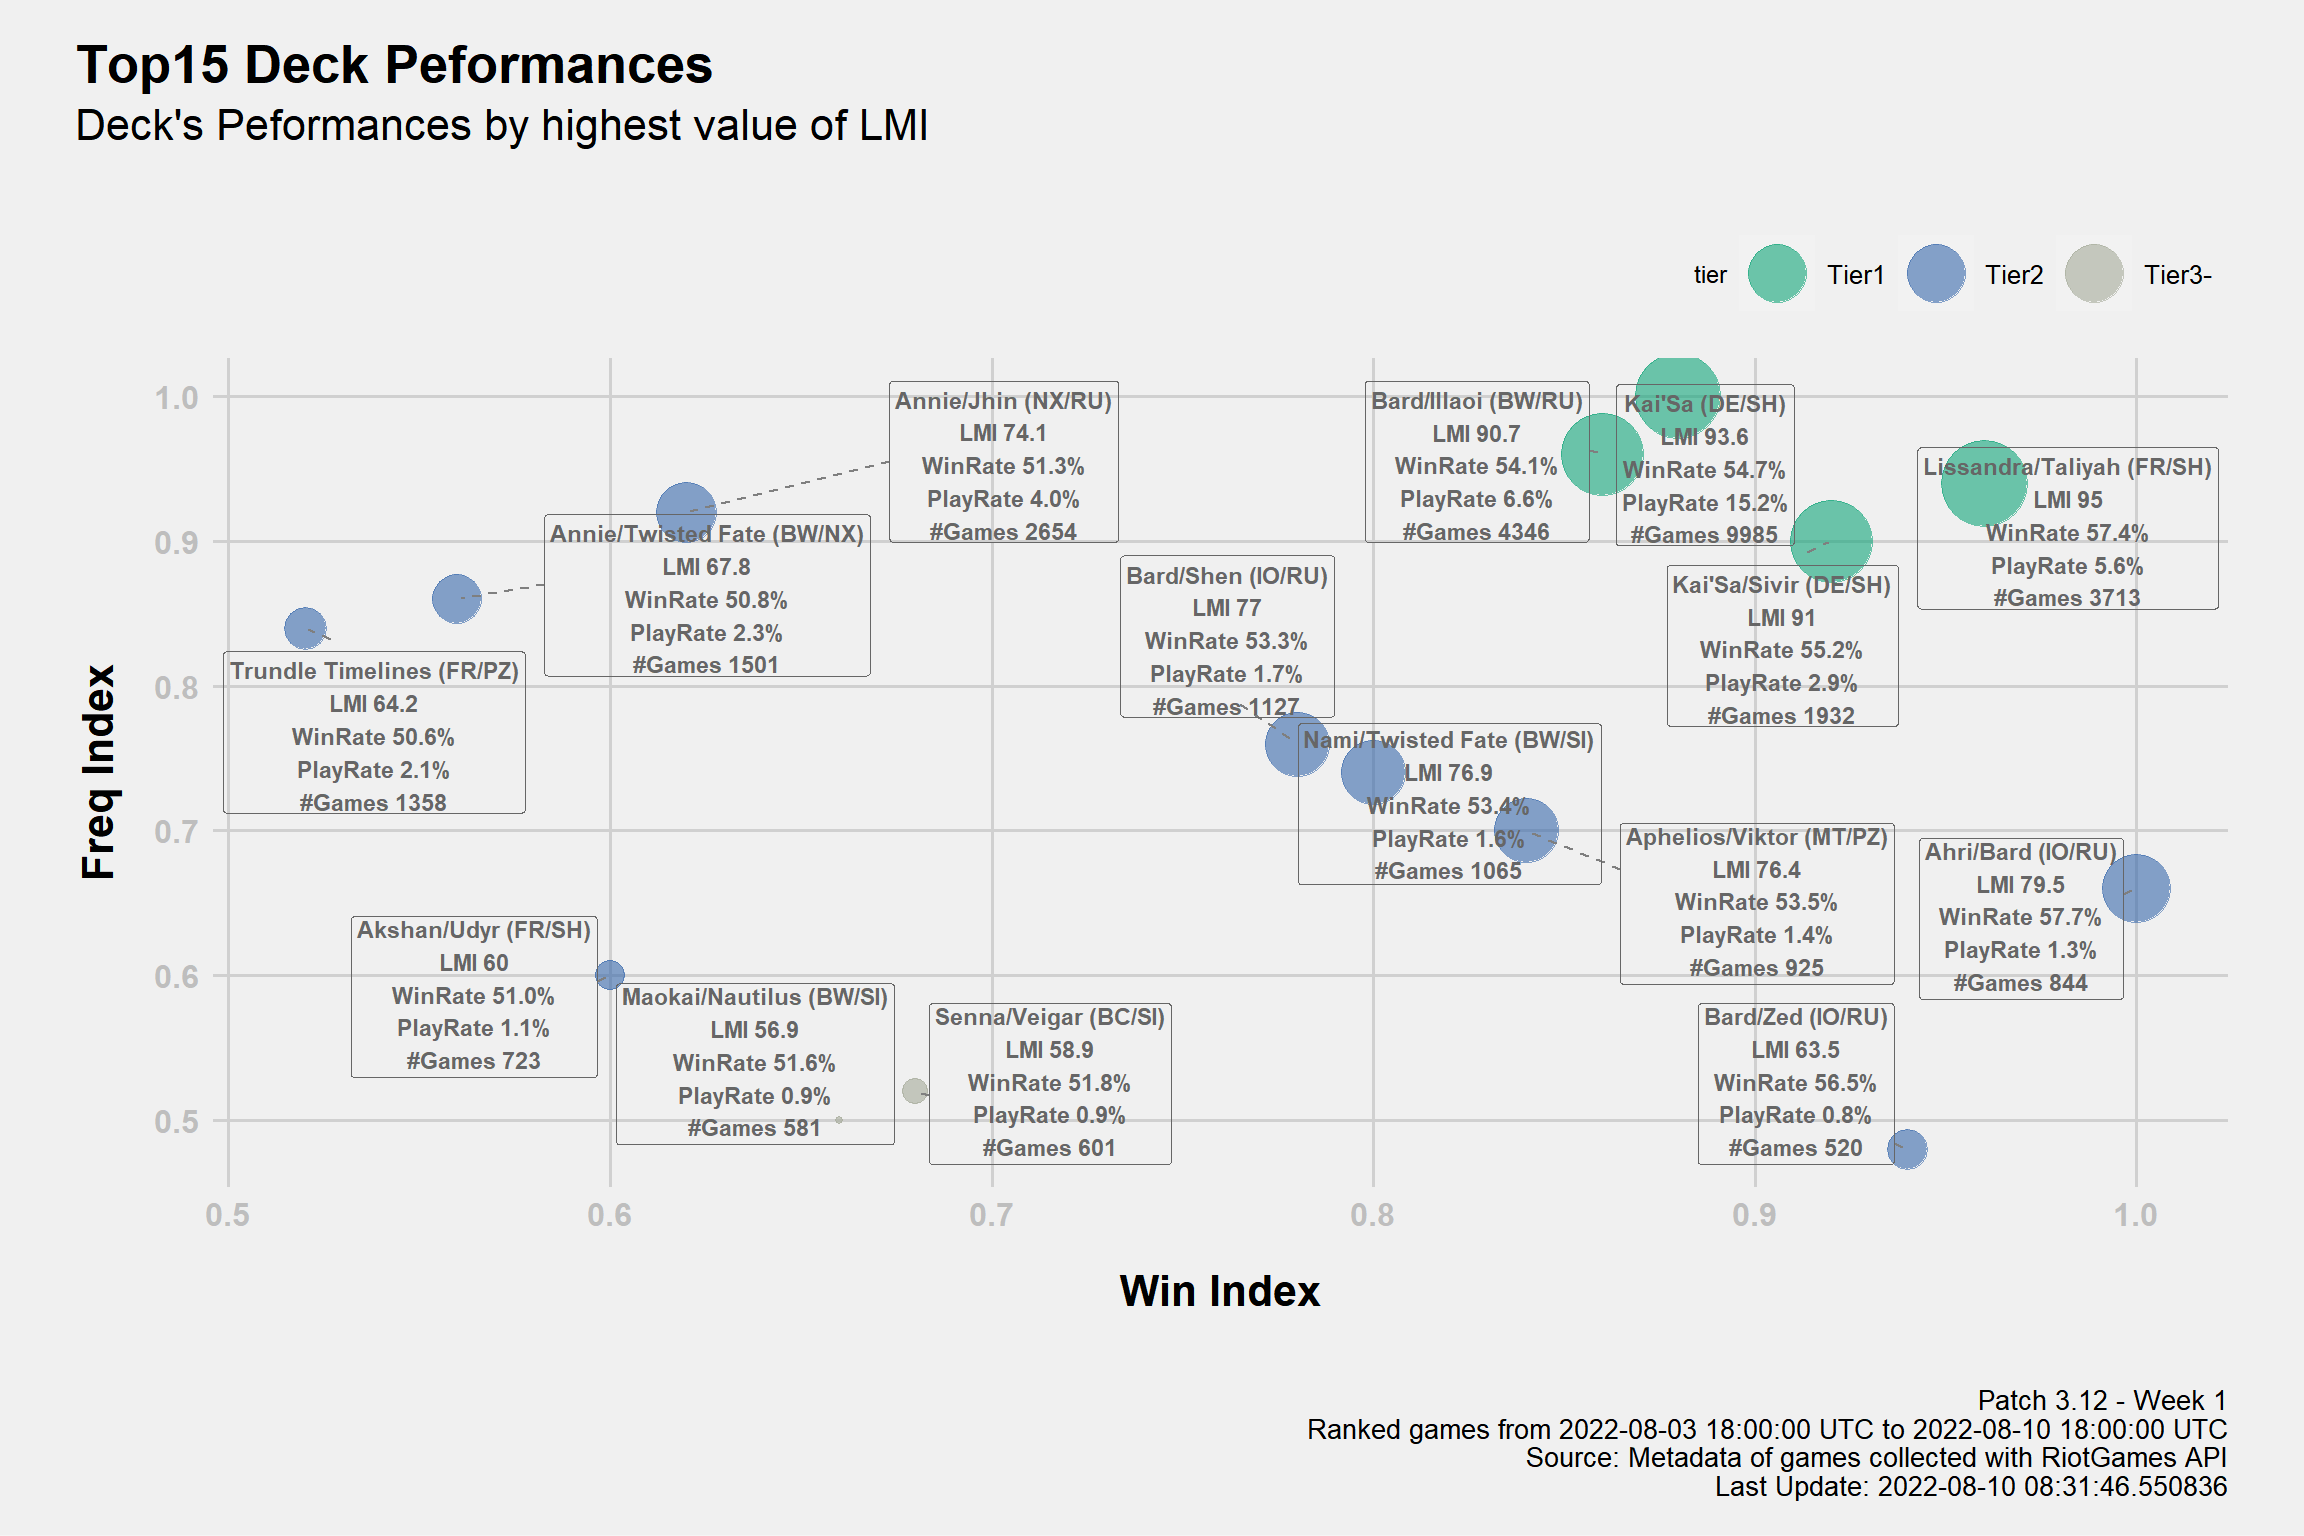 Top15 Deck Peformances
Deck's Peformances by highest value of LMI
tier Tier1 Tier2 Tier3-
Freq Index
1.0
0.9
0.8
0.7
0.6
0.5
Annie/Jhin (NX/RU)
LMI 74.1
WinRate 51.3%
PlayRate 4.0%
#Games 2654
Bard/Illaoi (BW/RU)
LMI 90.7
WinRate 54.1%
PlayRate 6.6%
#Games 4346
Kai'Sa (DE/SH)
LMI 93.6
WinRate 54.7%
PlayRate 15.2%
#Games 9985
Lissandra/Taliyah (FR/SH)
LMI 95
WinRate 57.4%
PlayRate 5.6%
#Games 3713
Annie/Twisted Fate (BW/NX)
LMI 67.8
WinRate 50.8%
PlayRate 2.3%
#Games 1501
Bard/Shen (IO/RU)
LMI 77
WinRate 53.3%
PlayRate 1.7%
#Games 1127
Kai'Sa/Sivir (DE/SH)
LMI 91
WinRate 55.2%
PlayRate 2.9%
#Games 1932
Trundle Timelines (FR/PZ)
LMI 64.2
WinRate 50.6%
PlayRate 2.1%
#Games 1358
Nami/Twisted Fate (BW/SI)
LMI 76.9
WinRate 53.4%
PlayRate 1.6%
#Games 1065
Aphelios/Viktor (MT/PZ)
LMI 76.4
WinRate 53.5%
PlayRate 1.4%
#Games 925
Ahri/Bard (IO/RU)
LMI 79.5
WinRate 57.7%
PlayRate 1.3%
#Games 844
Akshan/Udyr (FR/SH)
LMI 60
WinRate 51.0%
PlayRate 1.1%
#Games 723
Maokai/Nautilus (BW/SI)
LMI 56.9
WinRate 51.6%
PlayRate 0.9%
#Games 581
Senna/Veigar (BC/SI)
LMI 58.9
WinRate 51.8%
PlayRate 0.9%
#Games 601
Bard/Zed (IO/RU)
LMI 63.5
WinRate 56.5%
PlayRate 0.8%
#Games 520
0.5 0.6 0.7 0.8 0.9 1.0
Win Index
Patch 3.12 - Week 1
Ranked games from 2022-08-03 18:00:00 UTC to 2022-08-10 18:00:00 UTC
Source: Metadata of games collected with RiotGames API
Last Update: 2022-08-10 08:31:46.550836